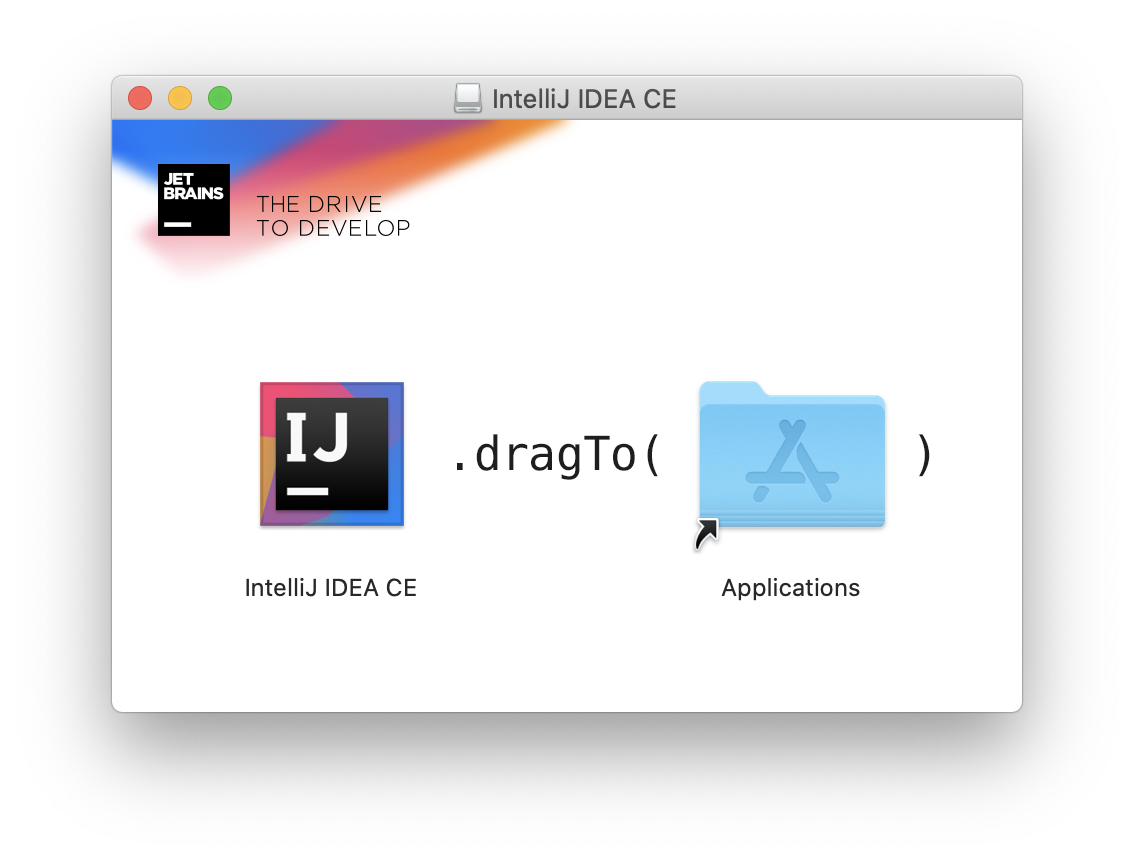 IntelliJ IDEA CE
JET
BRAINS
THE DRIVE
TO DEVELOP
IJ
.dragTo( )
IntelliJ IDEA CE
Applications